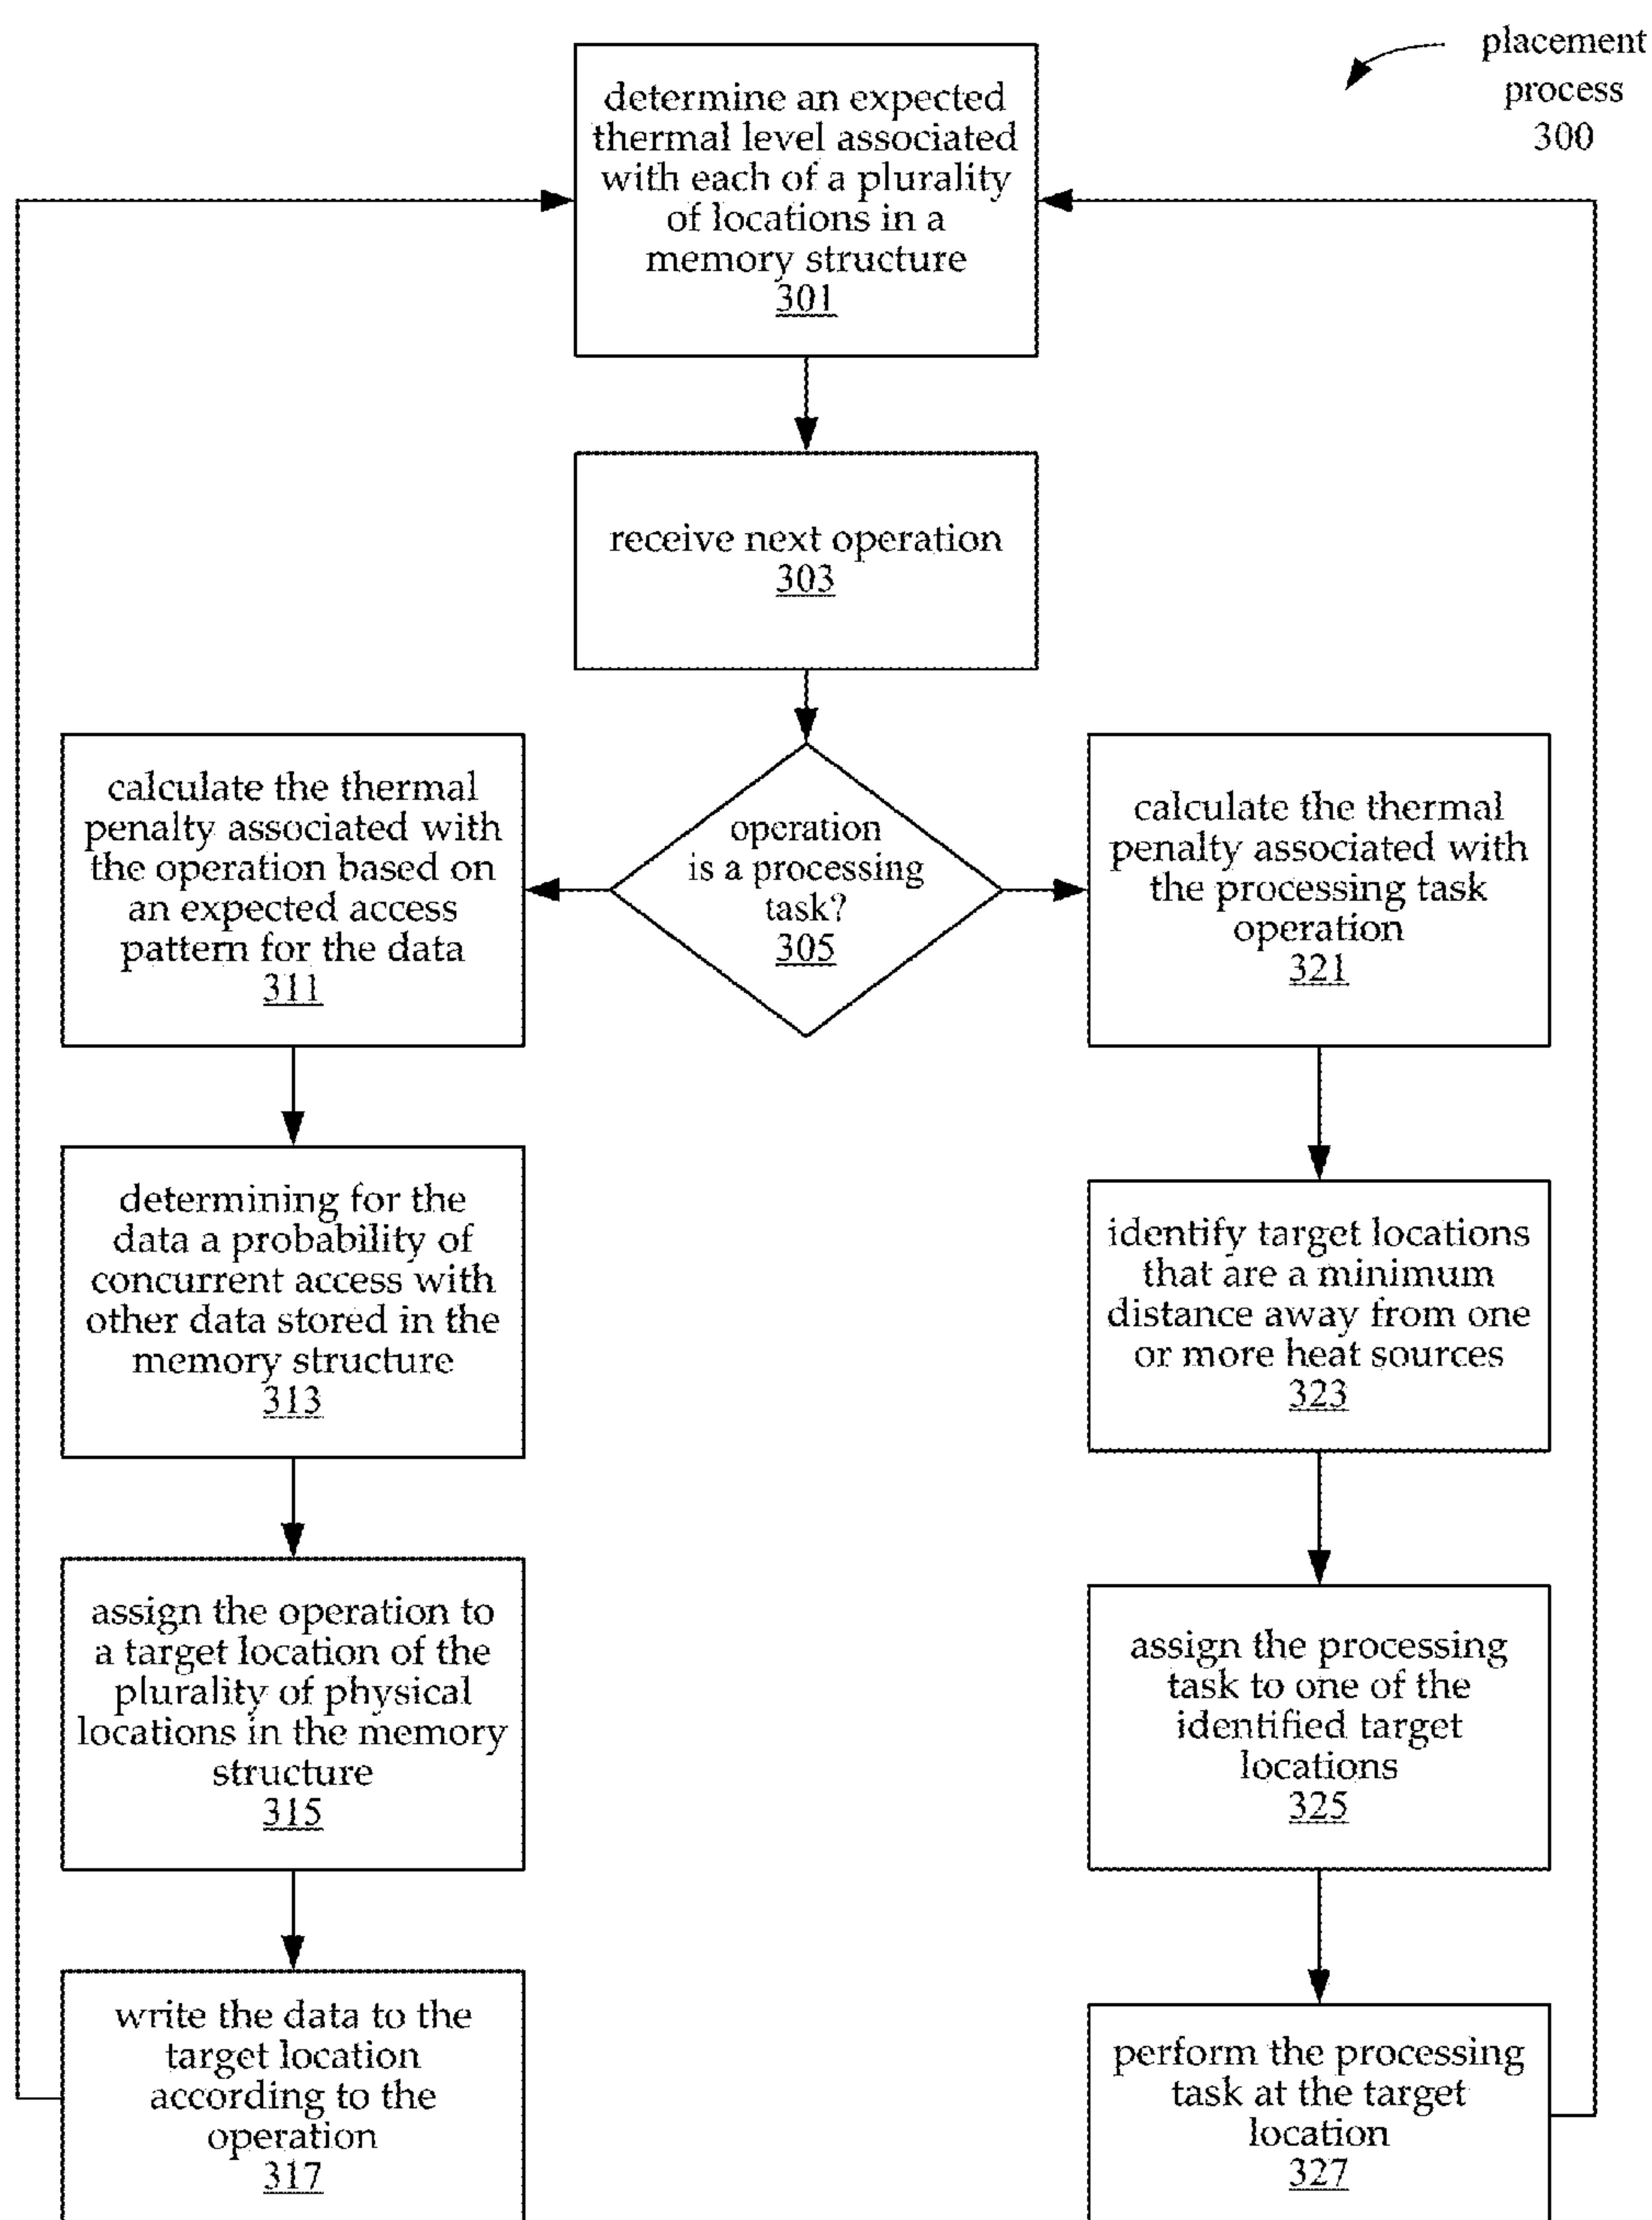 placement
process
300
determine an expected
thermal level associated
with each of a plurality
of locations in a
memory structure
301
receive next operation
303
operation
is a processing
task?
305
calculate the thermal
penalty associated with
the operation based on
an expected access
pattern for the data
311
determining for the
data a probability of
concurrent access with
other data stored in the
memory structure
313
assign the operation to
a target location of the
plurality of physical
locations in the memory
structure
315
write the data to the
target location
according to the
operation
317
calculate the thermal
penalty associated with
the processing task
operation
321
identify target locations
that are a minimum
distance away from one
or more heat sources
323
assign the processing
task to one of the
identified target
locations
325
perform the processing
task at the target
location
327